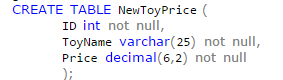 CREATE TABLE NewToyPrice (
ID int not null,
ToyName varchar(25) not null,
Price decimal(6,2) not null
);